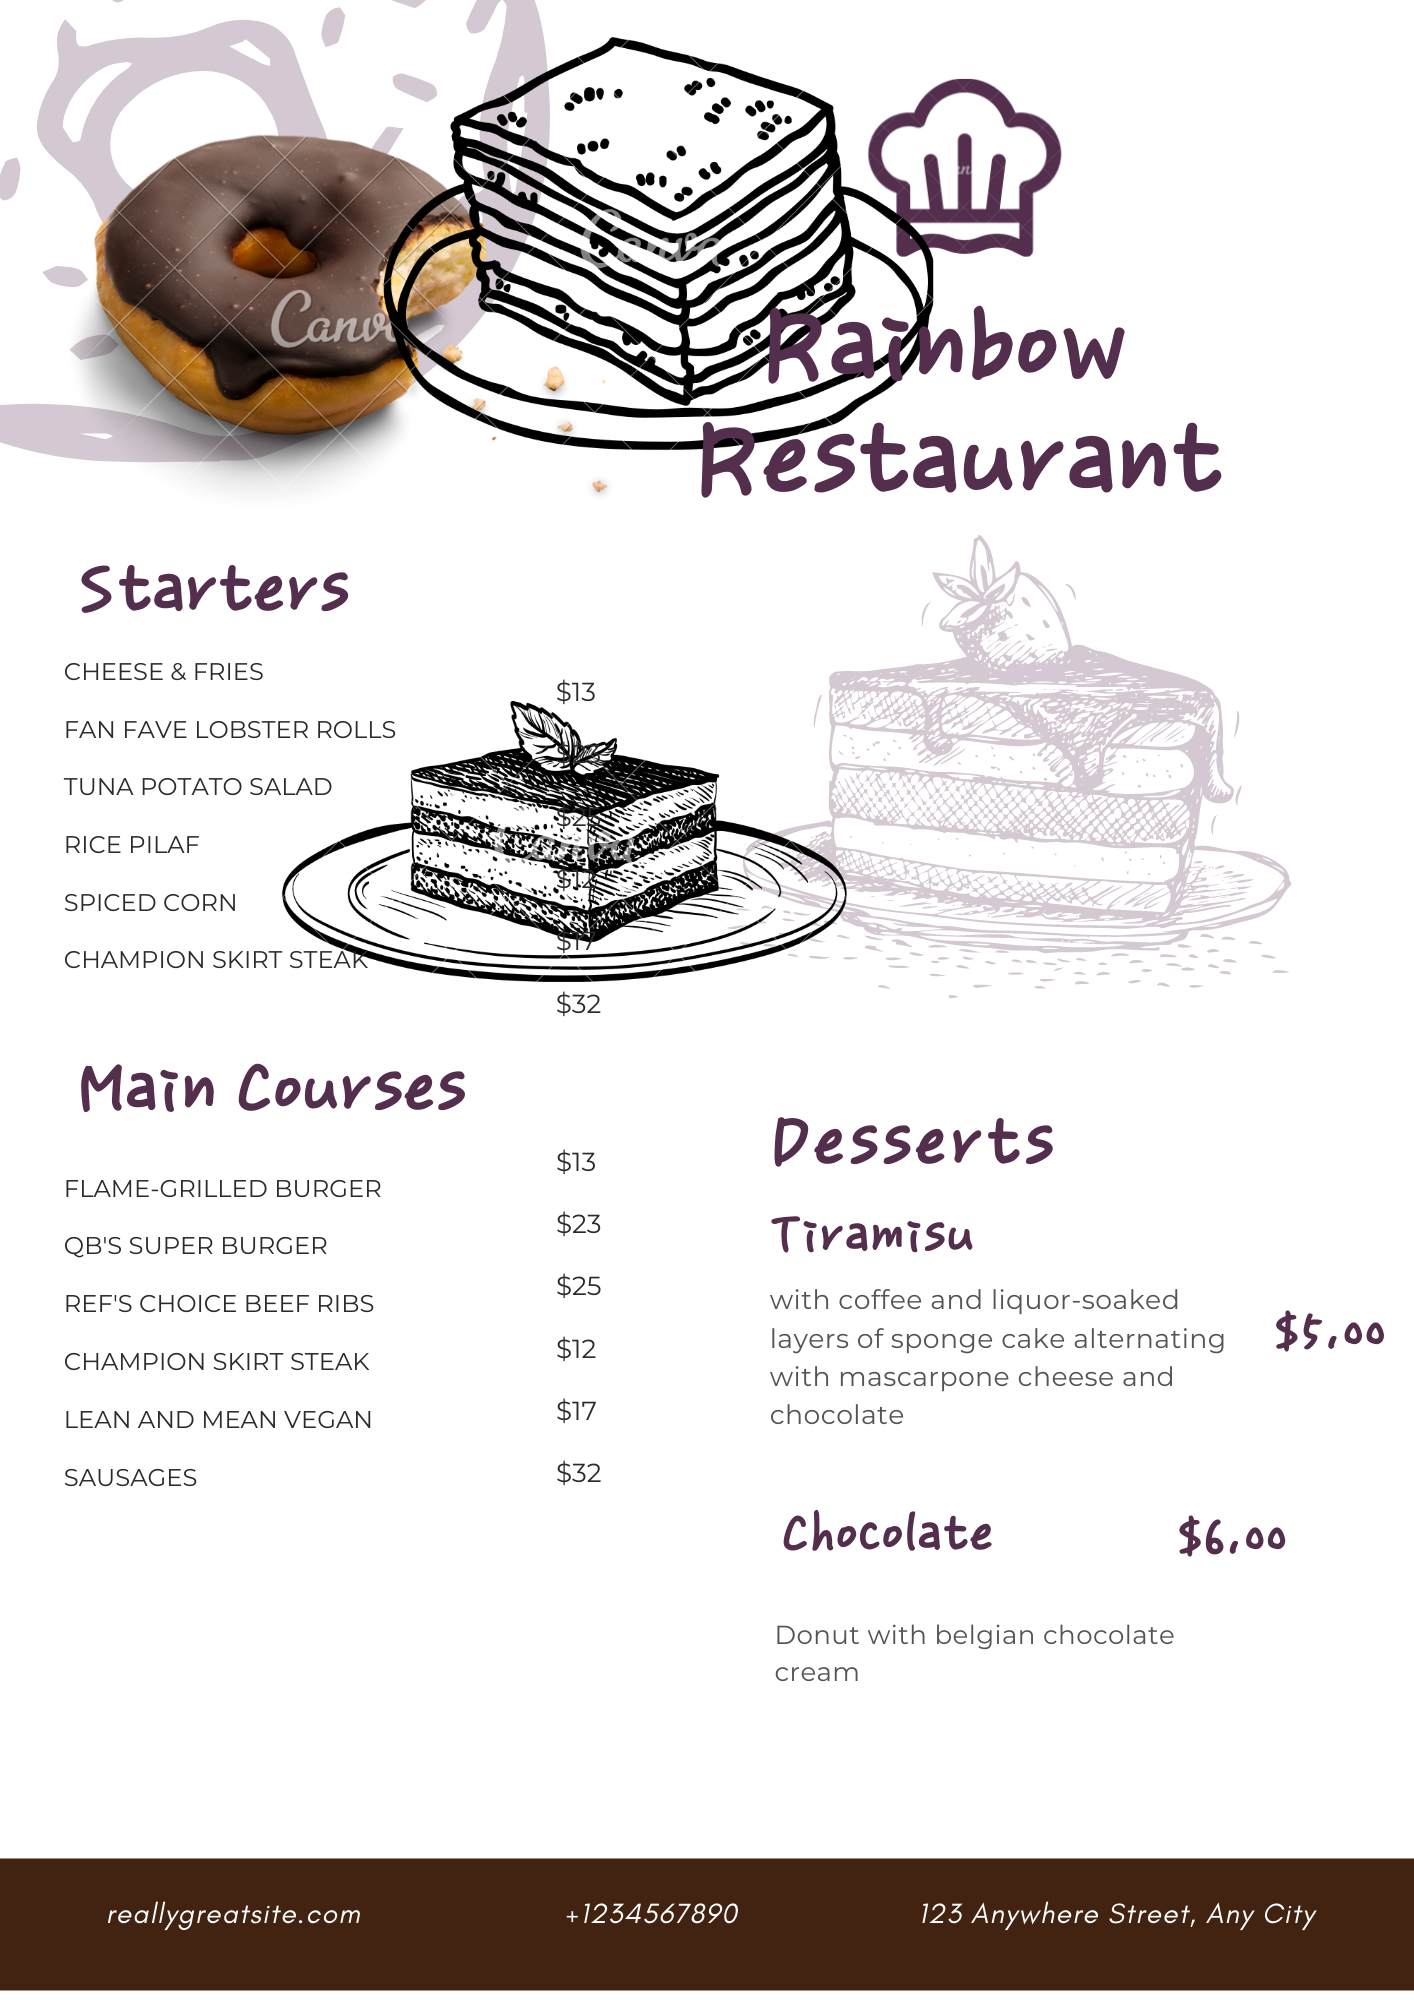 Canva
Canva
Rainbow
Restaurant
Starters
CHEESE & FRIES
$13
FAN FAVE LOBSTER ROLLS
TUNA POTATO SALAD
RICE PILAF
$12
SPICED CORN
$17
CHAMPION SKIRT STEAK
$32
Main Courses
FLAME-GRILLED BURGER
QB'S SUPER BURGER
REF'S CHOICE BEEF RIBS
CHAMPION SKIRT STEAK
LEAN AND MEAN VEGAN
SAUSAGES
$13
$23
$25
$12
$17
$32
Desserts
Tiramisu
with coffee and liquor-soaked
layers of sponge cake alternating
with mascarpone cheese and
chocolate
$5,00
Chocolate $6,00
Donut with belgian chocolate
cream
reallygreatsite.com
+1234567890
123 Anywhere Street, Any City